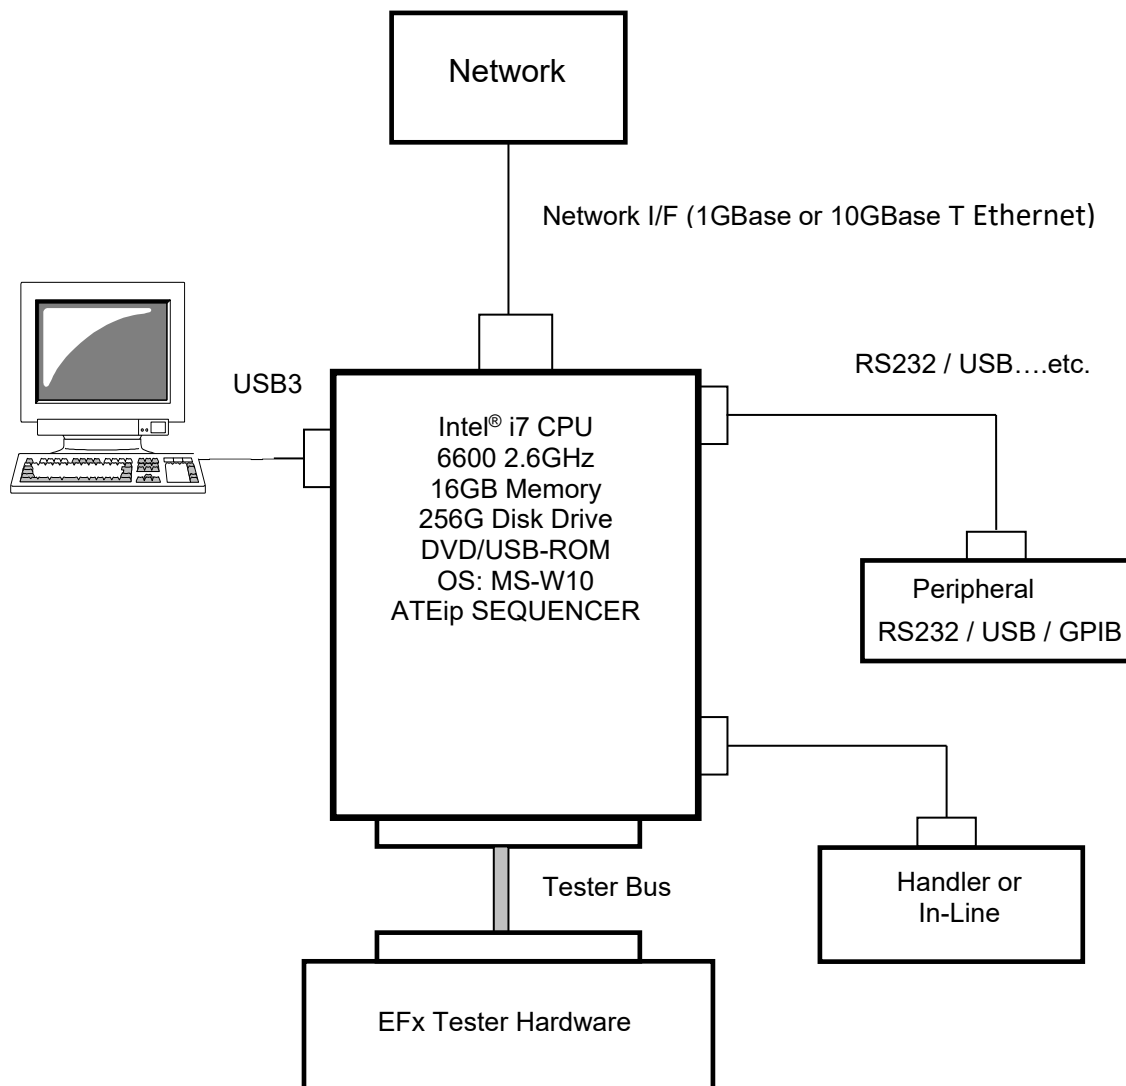 Network
Network I/F (1GBase or 10GBase T Ethernet)
USB3
RS232 / USB….etc.
Intel® i7 CPU
6600 2.6GHz
16GB Memory
256G Disk Drive
DVD/USB-ROM
OS: MS-W10
ATEip SEQUENCER
Peripheral
RS232 / USB / GPIB
Tester Bus
Handler or
In-Line
EFx Tester Hardware